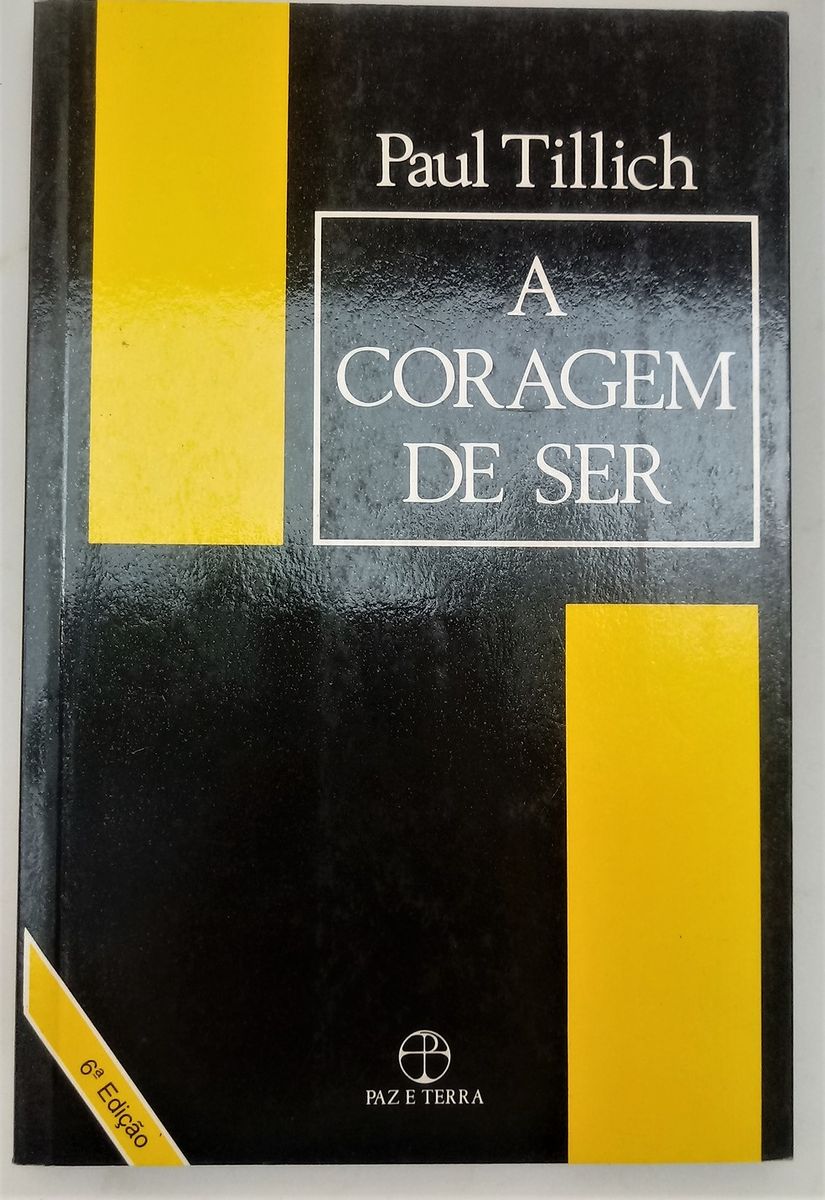 Paul Tillich
A
CORAGEM
DE SER
PAZ E TERRA
6ª Edição